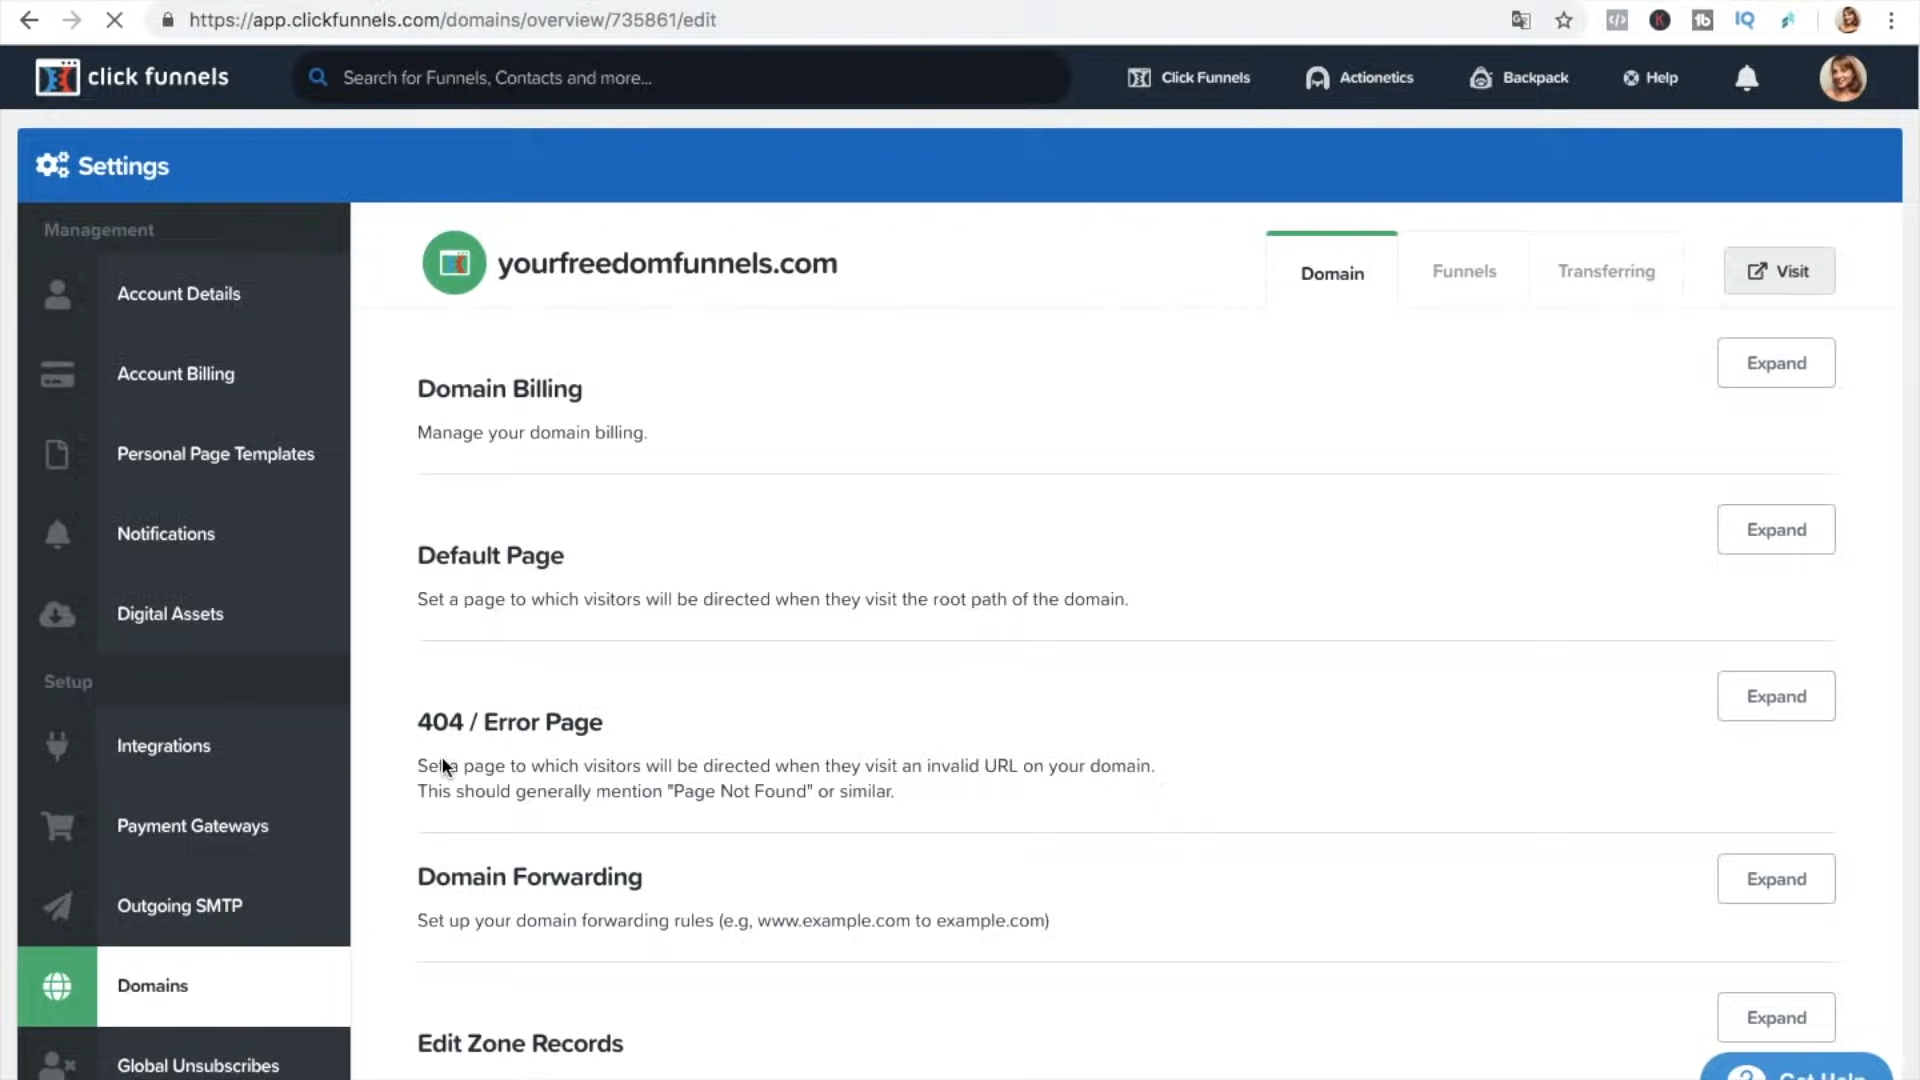 https://app.clickfunnels.com/domains/overview/735861/edit
click funnels
Search for Funnels, Contacts and more...
Click Funnels
Actionetics
Backpack
Help
Settings
Management
Account Details
Account Billing
Personal Page Templates
Notifications
Digital Assets
Setup
Integrations
Payment Gateways
Outgoing SMTP
Domains
Global Unsubscribes
yourfreedomfunnels.com
Domain
Funnels
Transferring
Visit
Domain Billing
Expand
Manage your domain billing.
Default Page
Expand
Set a page to which visitors will be directed when they visit the root path of the domain.
404 / Error Page
Expand
Set a page to which visitors will be directed when they visit an invalid URL on your domain.
This should generally mention "Page Not Found" or similar.
Domain Forwarding
Expand
Set up your domain forwarding rules (e.g, www.example.com to example.com)
Edit Zone Records
Expand
Get Help